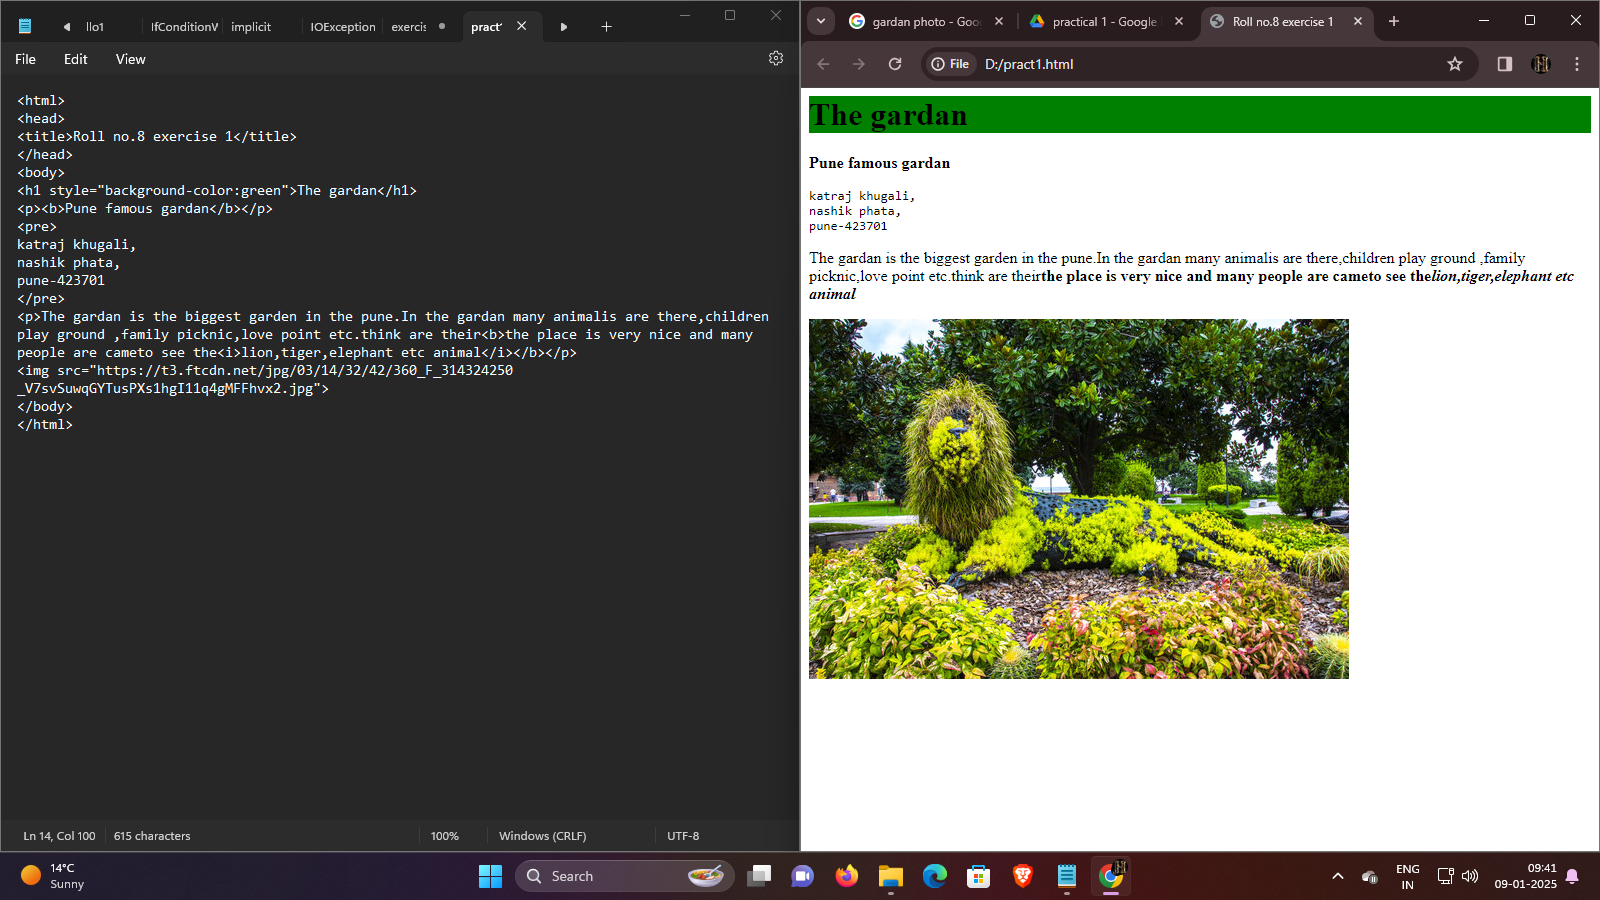 llo1
IfConditionV
implicit
IOException
exercis
pract'
File
Edit
View
<html>
<head>
<title>Roll no.8 exercise 1</title>
</head>
<body>
<h1 style="background-color:green">The gardan</h1>
<p><b>Pune famous gardan</b></p>
<pre>
katraj khugali,
nashik phata,
pune-423701
</pre>
<p>The gardan is the biggest garden in the pune.In the gardan many animalis are there,children
play ground ,family picknic,love point etc.think are their<b>the place is very nice and many
people are cameto see the<i>lion,tiger,elephant etc animal</i></b></p>
<img src="https://t3.ftcdn.net/jpg/03/14/32/42/360_F_314324250
_V7svSuwqGYTusPXs1hgI11q4gMFFhvx2.jpg">
</body>
</html>
Ln 14, Col 100
615 characters
100%
Windows (CRLF)
UTF-8
gardan photo - Goo
practical 1 - Google
Roll no.8 exercise 1
File
D:/pract1.html
The gardan
Pune famous gardan
katraj khugali,
nashik phata,
pune-423701
The gardan is the biggest garden in the pune.In the gardan many animalis are there,children play ground ,family
picknic,love point etc.think are theirthe place is very nice and many people are cameto see thelion,tiger,elephant etc
animal
14°C
Sunny
Search
ENG
IN
09:41
09-01-2025